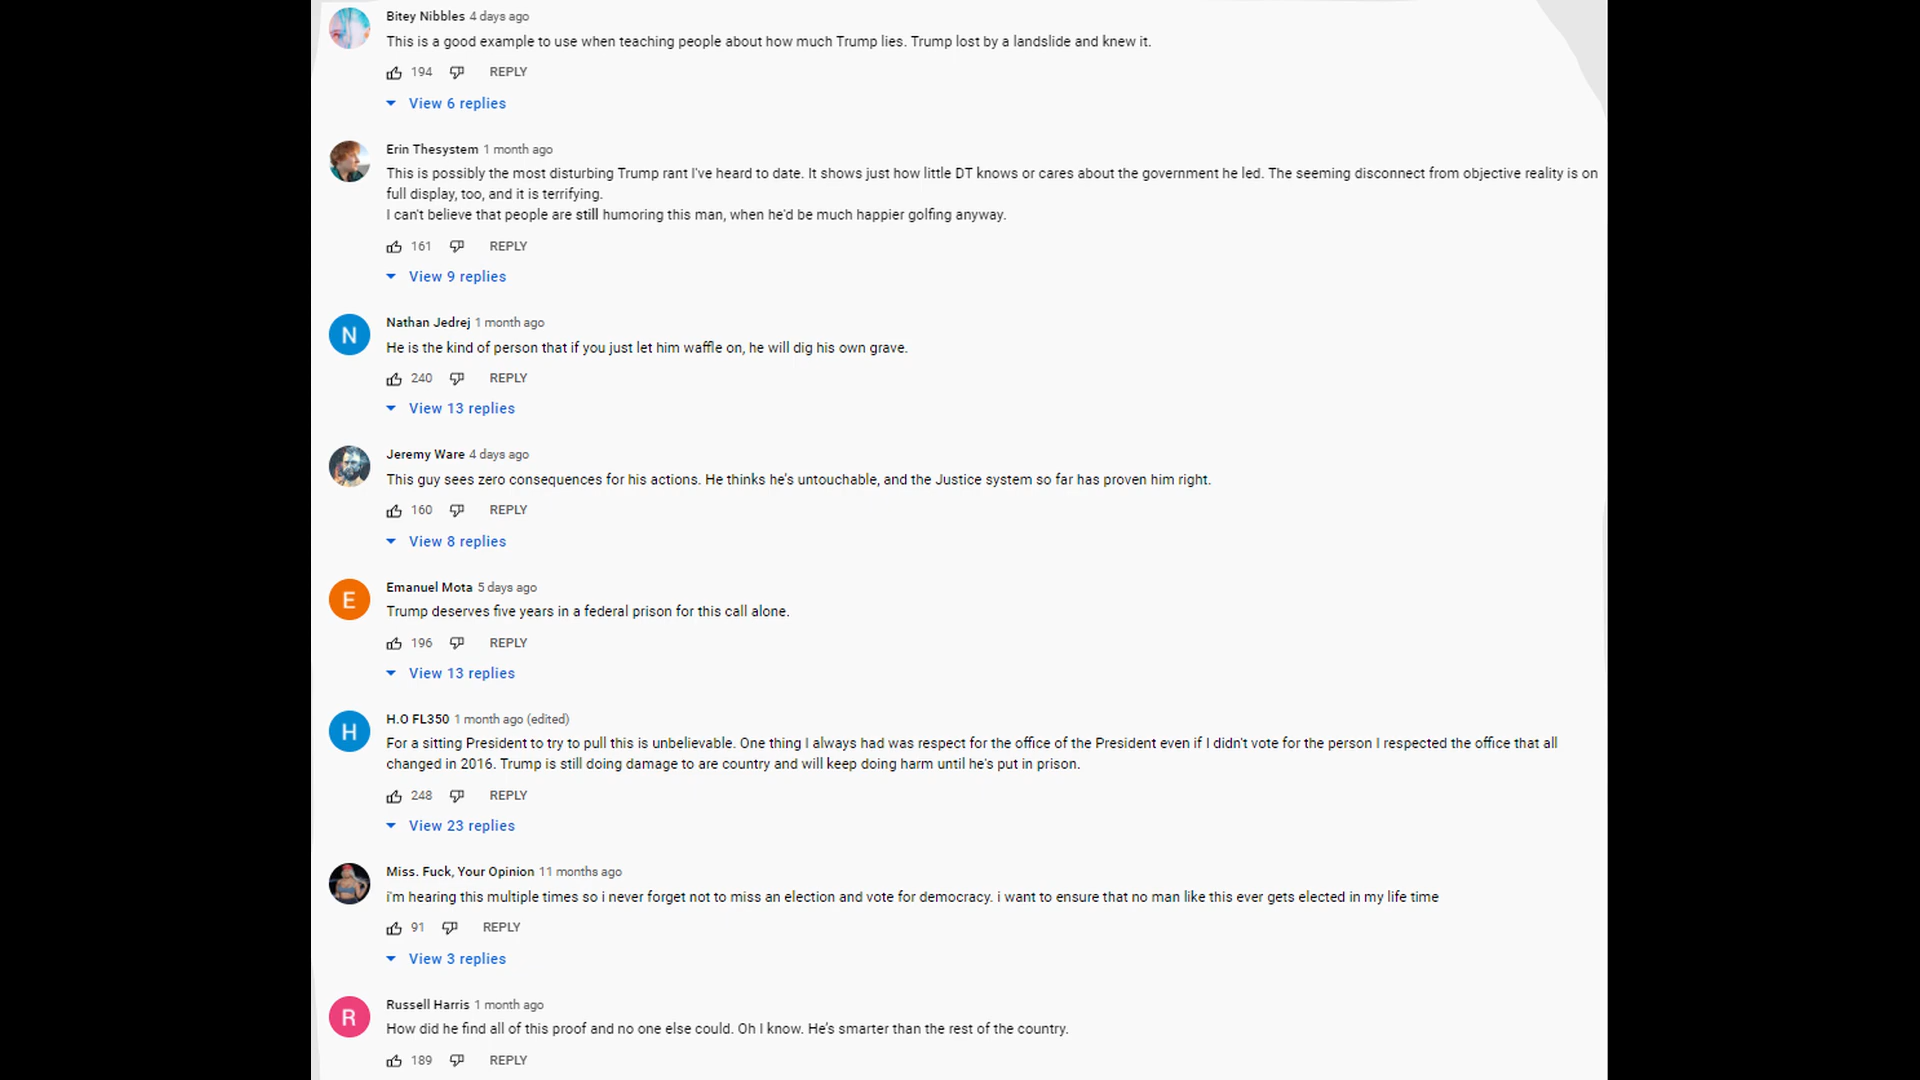 Bitey Nibbles 4 days ago
This is a good example to use when teaching people about how much Trump lies. Trump lost by a landslide and knew it.
194 REPLY
View 6 replies
Erin Thesystem 1 month ago
This is possibly the most disturbing Trump rant I've heard to date. It shows just how little DT knows or cares about the government he led. The seeming disconnect from objective reality is on
full display, too, and it is terrifying.
I can't believe that people are still humoring this man, when he'd be much happier golfing anyway.
161 REPLY
View 9 replies
N
Nathan Jedrej 1 month ago
He is the kind of person that if you just let him waffle on, he will dig his own grave.
240 REPLY
View 13 replies
Jeremy Ware 4 days ago
This guy sees zero consequences for his actions. He thinks he's untouchable, and the Justice system so far has proven him right.
160 REPLY
View 8 replies
E
Emanuel Mota 5 days ago
Trump deserves five years in a federal prison for this call alone.
196 REPLY
View 13 replies
H
H.O FL350 1 month ago (edited)
For a sitting President to try to pull this is unbelievable. One thing I always had was respect for the office of the President even if I didn't vote for the person I respected the office that all
changed in 2016. Trump is still doing damage to are country and will keep doing harm until he's put in prison.
248 REPLY
View 23 replies
Miss. Fuck, Your Opinion 11 months ago
i'm hearing this multiple times so i never forget not to miss an election and vote for democracy. i want to ensure that no man like this ever gets elected in my life time
91 REPLY
View 3 replies
R
Russell Harris 1 month ago
How did he find all of this proof and no one else could. Oh I know. He's smarter than the rest of the country.
189 REPLY